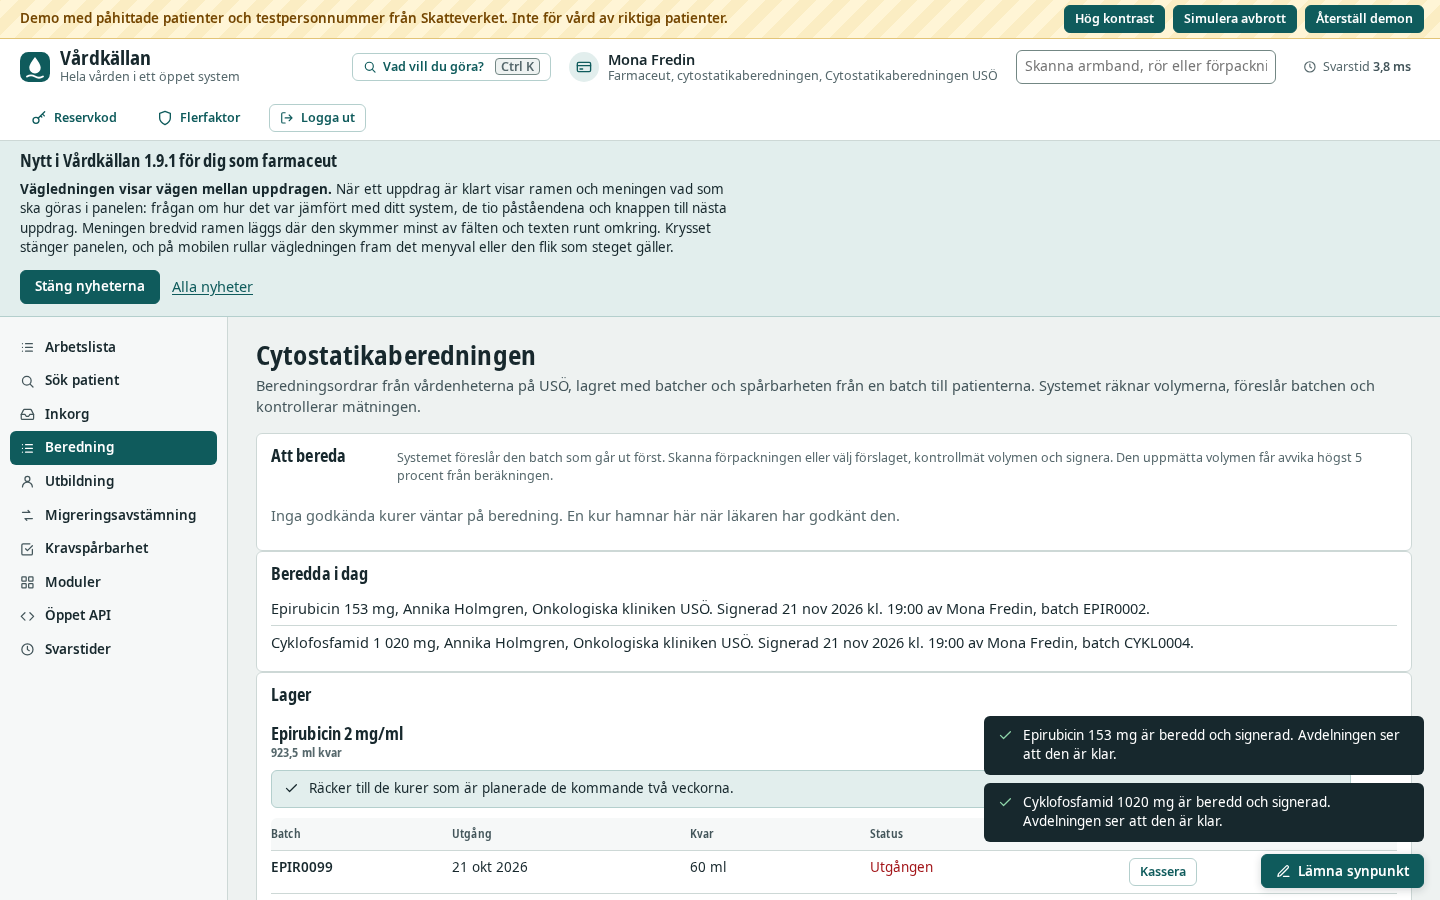 Demo med påhittade patienter och testpersonnummer från Skatteverket. Inte för vård av riktiga patienter.
Hög kontrast
Simulera avbrott
Återställ demon
Vårdkällan
Hela vården i ett öppet system
Vad vill du göra? Ctrl K
Mona Fredin
Farmaceut, cytostatikaberedningen, Cytostatikaberedningen USÖ
Skanna armband, rör eller förpackni
Svarstid 3,8 ms
Reservkod
Flerfaktor
Logga ut
Nytt i Vårdkällan 1.9.1 för dig som farmaceut
Vägledningen visar vägen mellan uppdragen. När ett uppdrag är klart visar ramen och meningen vad som
ska göras i panelen: frågan om hur det var jämfört med ditt system, de tio påståendena och knappen till nästa
uppdrag. Meningen bredvid ramen läggs där den skymmer minst av fälten och texten runt omkring. Krysset
stänger panelen, och på mobilen rullar vägledningen fram det menyval eller den flik som steget gäller.
Stäng nyheterna
Alla nyheter
Arbetslista
Sök patient
Inkorg
Beredning
Utbildning
Migreringsavstämning
Kravspårbarhet
Moduler
Öppet API
Svarstider
Cytostatikaberedningen
Beredningsordrar från vårdenheterna på USÖ, lagret med batcher och spårbarheten från en batch till patienterna. Systemet räknar volymerna, föreslår batchen och
kontrollerar mätningen.
Att bereda
Systemet föreslår den batch som går ut först. Skanna förpackningen eller välj förslaget, kontrollmät volymen och signera. Den uppmätta volymen får avvika högst 5
procent från beräkningen.
Inga godkända kurer väntar på beredning. En kur hamnar här när läkaren har godkänt den.
Beredda i dag
Epirubicin 153 mg, Annika Holmgren, Onkologiska kliniken USÖ. Signerad 21 nov 2026 kl. 19:00 av Mona Fredin, batch EPIR0002.
Cyklofosfamid 1 020 mg, Annika Holmgren, Onkologiska kliniken USÖ. Signerad 21 nov 2026 kl. 19:00 av Mona Fredin, batch CYKL0004.
Lager
Epirubicin 2 mg/ml
923,5 ml kvar
Räcker till de kurer som är planerade de kommande två veckorna.
Batch Utgång Kvar Status
EPIR0099 21 okt 2026 60 ml Utgången Kassera
Epirubicin 153 mg är beredd och signerad. Avdelningen ser
att den är klar.
Cyklofosfamid 1020 mg är beredd och signerad.
Avdelningen ser att den är klar.
Lämna synpunkt